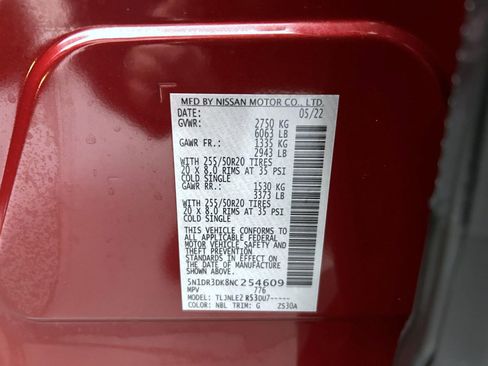 MFD BY NISSAN MOTOR CO., LTD.
DATE: 05/22
GVWR: 2750 KG
6063 LB
GAWR FR.: 1335 KG
2943 LB
WITH 255/50R20 TIRES
20 X 8.0 RIMS AT 35 PSI
COLD SINGLE
GAWR RR.: 1530 KG
3373 LB
WITH 255/50R20 TIRES
20 X 8.0 RIMS AT 35 PSI
COLD SINGLE
THIS VEHICLE CONFORMS
TO ALL APPLICABLE FEDERAL
MOTOR VEHICLE SAFETY AND
THEFT PREVENTION
STANDARDS IN EFFECT ON THE
DATE OF MANUFACTURE
5N1DR3DK8NC254609
MPV 776
MODEL: TLJNLEZ R53DU7-----
COLOR: NBL TRIM: G ZS30A